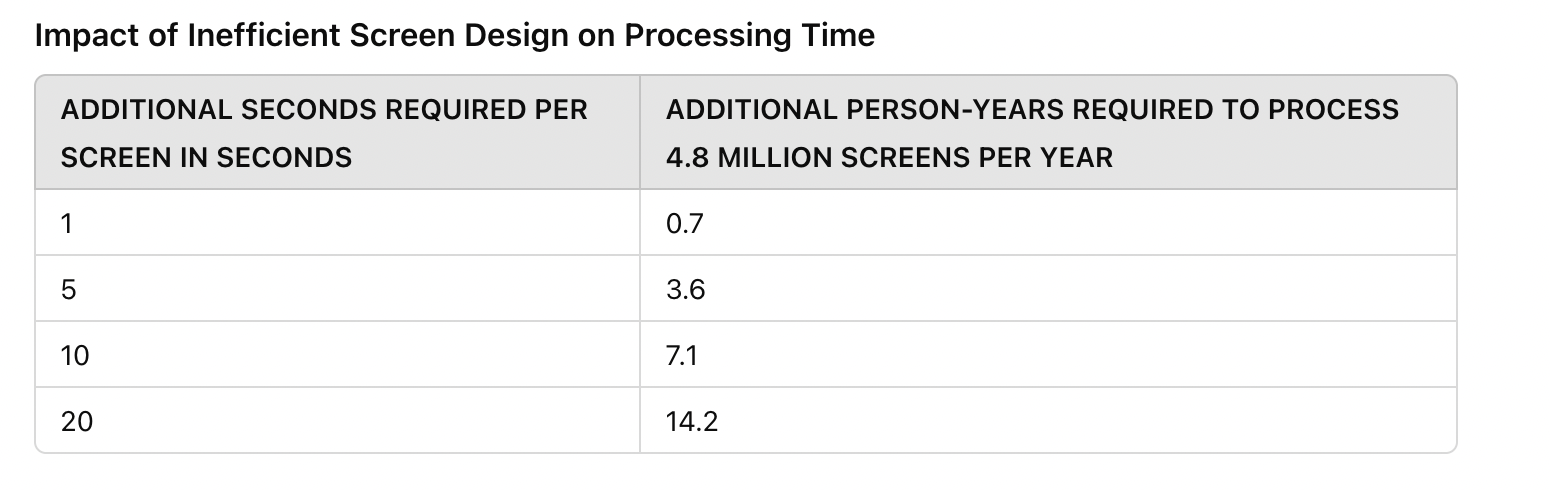 Impact of Inefficient Screen Design on Processing Time
ADDITIONAL SECONDS REQUIRED PER
SCREEN IN SECONDS
ADDITIONAL PERSON-YEARS REQUIRED TO PROCESS
4.8 MILLION SCREENS PER YEAR
1
0.7
5
3.6
10
7.1
20
14.2